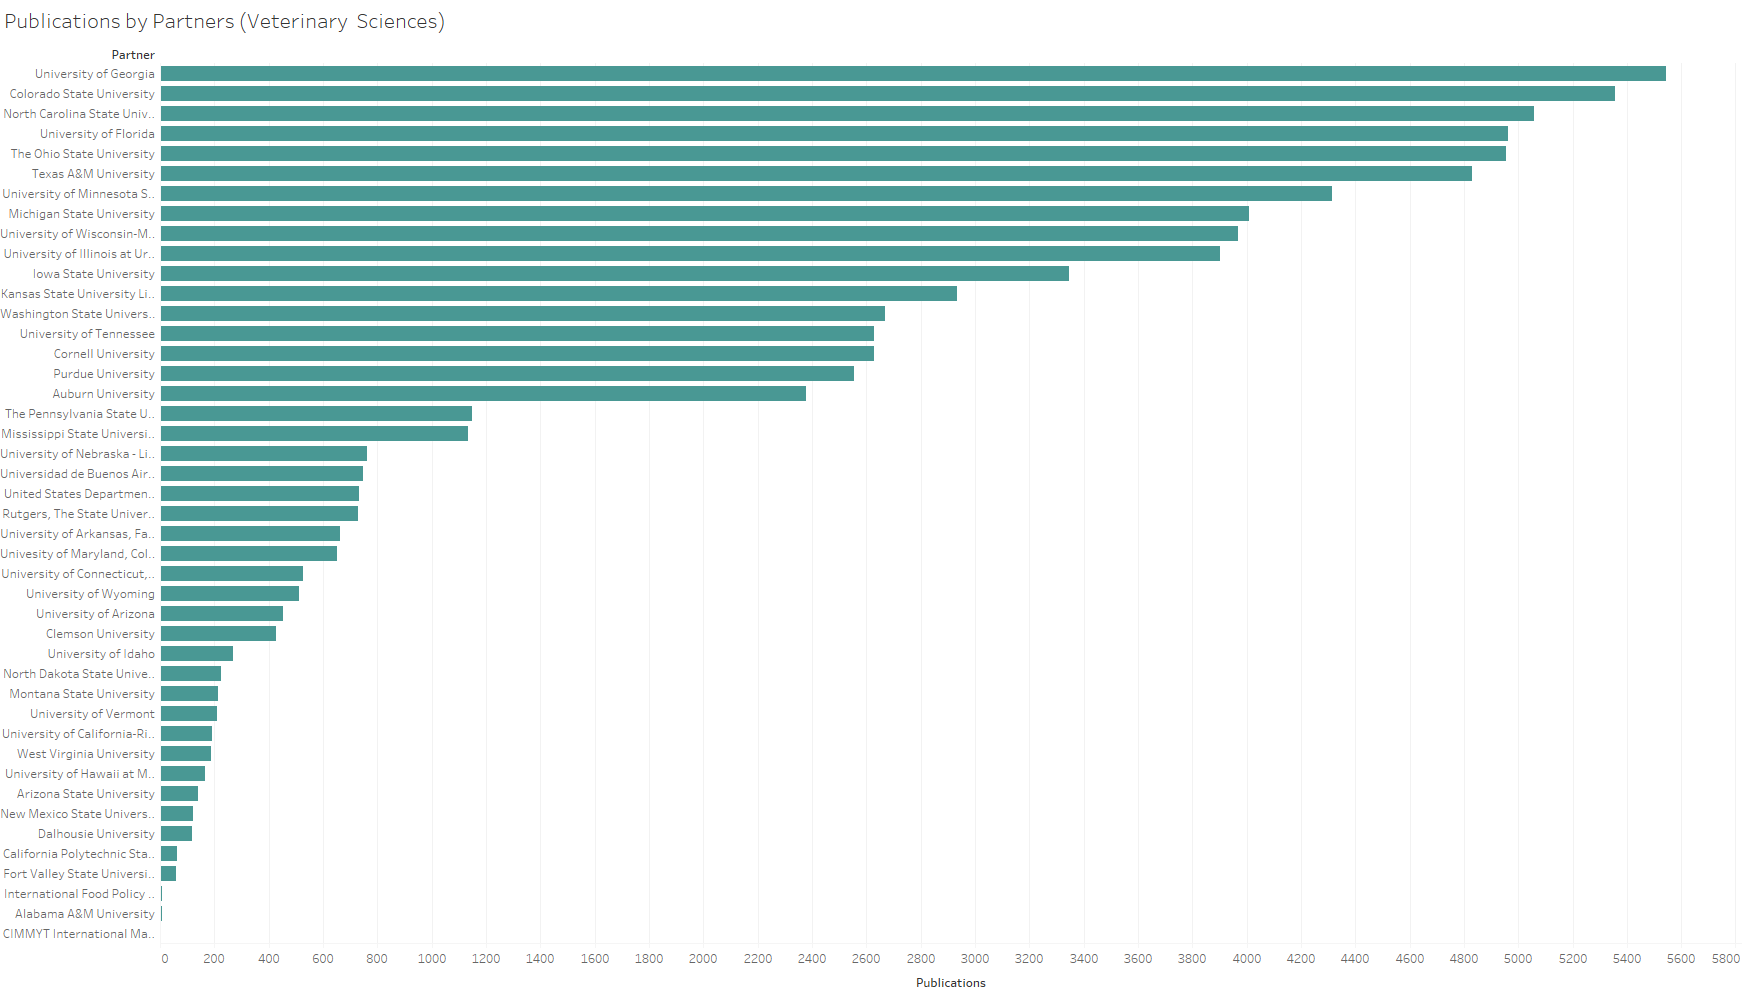 Publications by Partners (Veterinary Sciences)
Partner
University of Georgia
Colorado State University
North Carolina State Univ..
University of Florida
The Ohio State University
Texas A&M University
University of Minnesota S..
Michigan State University
University of Wisconsin-M..
University of Illinois at Ur..
Iowa State University
Kansas State University Li..
Washington State Univers..
University of Tennessee
Cornell University
Purdue University
Auburn University
The Pennsylvania State U..
Mississippi State Universi..
University of Nebraska - Li..
Universidad de Buenos Air..
United States Departmen..
Rutgers, The State Univer..
University of Arkansas, Fa..
Univesity of Maryland, Col..
University of Connecticut,..
University of Wyoming
University of Arizona
Clemson University
University of Idaho
North Dakota State Unive..
Montana State University
University of Vermont
University of California-Ri..
West Virginia University
University of Hawaii at M..
Arizona State University
New Mexico State Univers..
Dalhousie University
California Polytechnic Sta..
Fort Valley State Universi..
International Food Policy ..
Alabama A&M University
CIMMYT International Ma..
0 200 400 600 800 1000 1200 1400 1600 1800 2000 2200 2400 2600 2800 3000 3200 3400 3600 3800 4000 4200 4400 4600 4800 5000 5200 5400 5600 5800
Publications